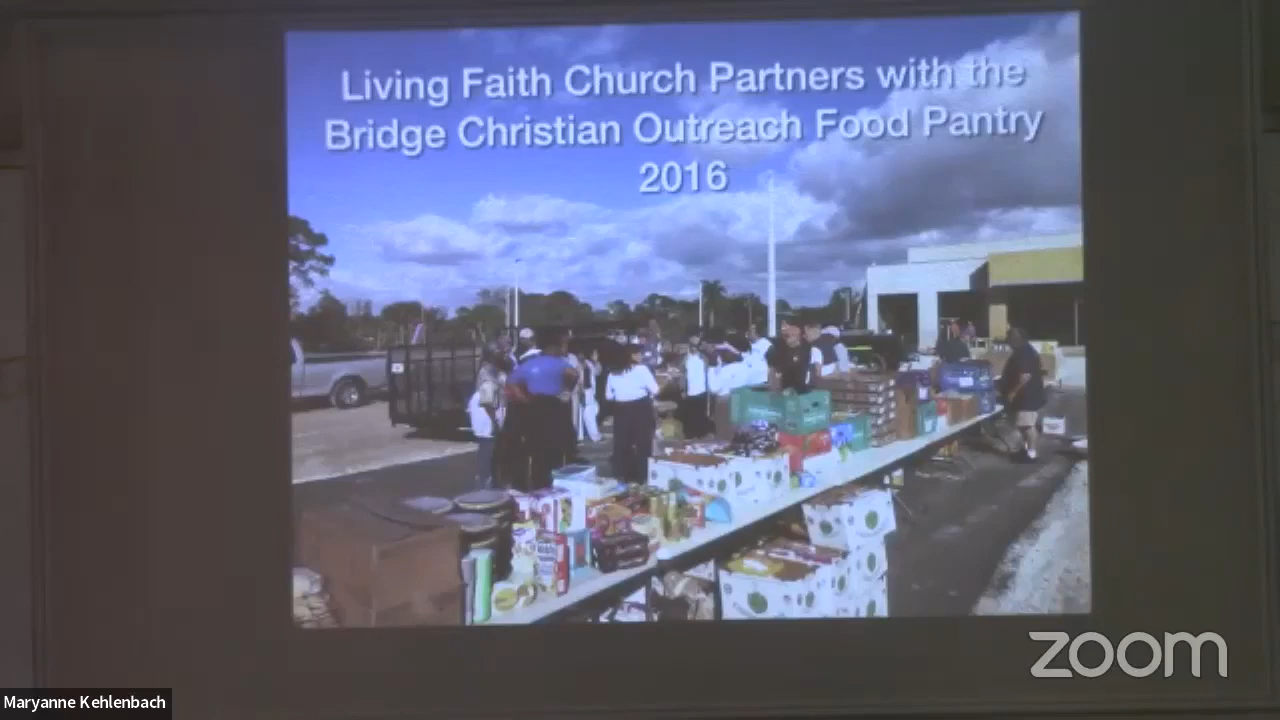 Living Faith Church Partners with the
Bridge Christian Outreach Food Pantry
2016
zoom
Maryanne Kehlenbach